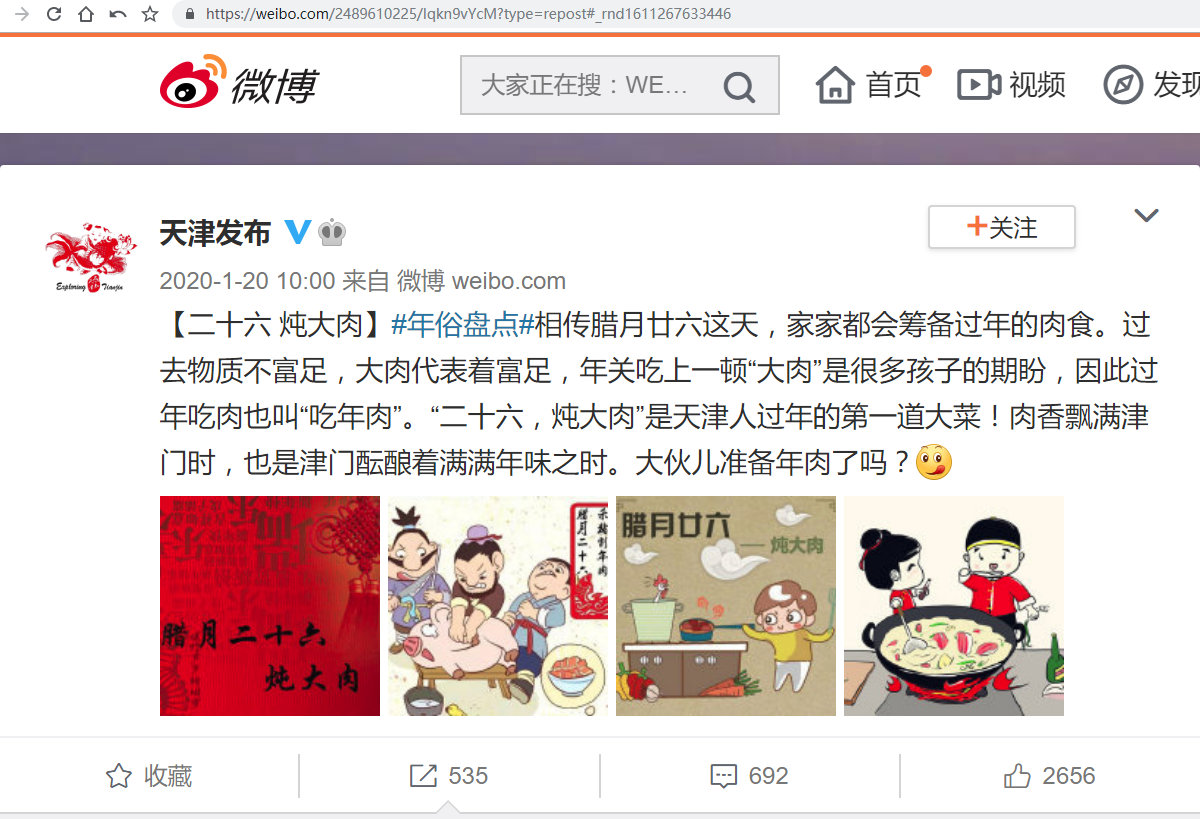 https://weibo.com/2489610225/Iqkn9vYcM?type=repost#_rnd1611267633446
微博
大家正在搜：WE...
首页
视频
发现
天津发布
+关注
Exploring Tianjin
2020-1-20 10:00 来自 微博 weibo.com
【二十六 炖大肉】#年俗盘点#相传腊月廿六这天，家家都会筹备过年的肉食。过
去物质不富足，大肉代表着富足，年关吃上一顿“大肉”是很多孩子的期盼，因此过
年吃肉也叫“吃年肉”。“二十六，炖大肉”是天津人过年的第一道大菜！肉香飘满津
门时，也是津门酝酿着满满年味之时。大伙儿准备年肉了吗？
腊月二十六
炖大肉
腊月二十六
割年肉
腊月廿六
炖大肉
收藏
535
692
2656